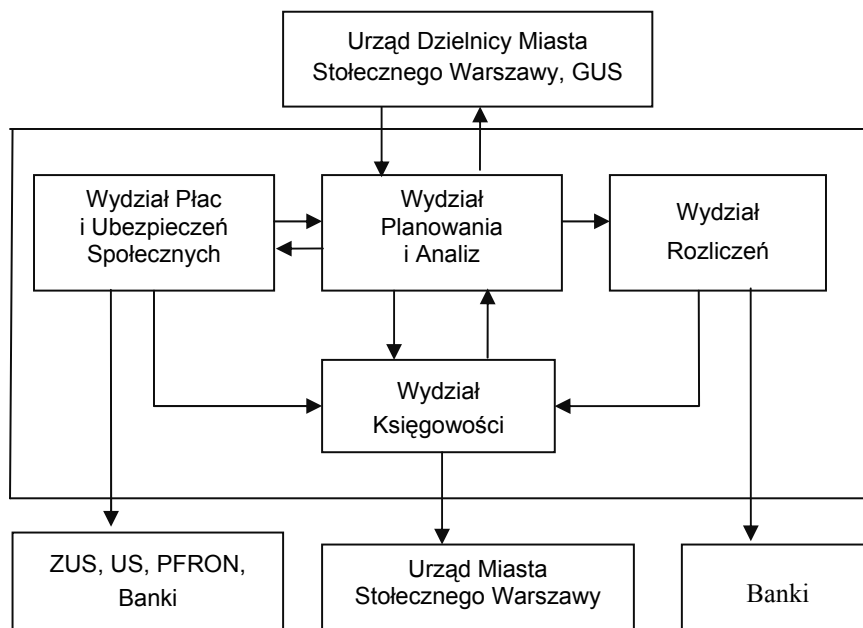 Urząd Dzielnicy Miasta
Stołecznego Warszawy, GUS
Wydział Płac
i Ubezpieczeń
Społecznych
Wydział
Planowania
i Analiz
Wydział
Rozliczeń
Wydział
Księgowości
ZUS, US, PFRON,
Banki
Urząd Miasta
Stołecznego Warszawy
Banki